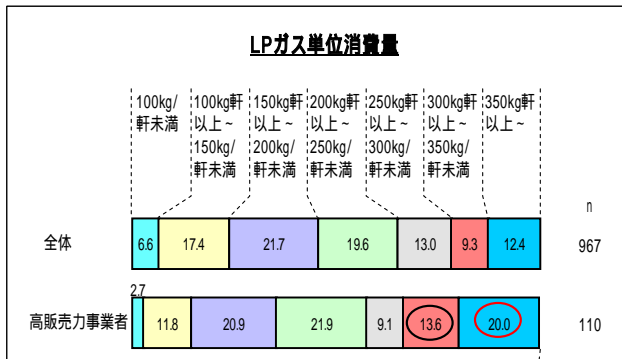 LPガス単位消費量
100kg/
軒未満
100kg軒
以上~
150kg/
軒未満
150kg軒
以上~
200kg/
軒未満
200kg軒
以上~
250kg/
軒未満
250kg軒
以上~
300kg/
軒未満
300kg軒
以上~
350kg/
軒未満
350kg軒
以上~
n
全体 6.6 17.4 21.7 19.6 13.0 9.3 12.4 967
高販売力事業者 2.7 11.8 20.9 21.9 9.1 13.6 20.0 110